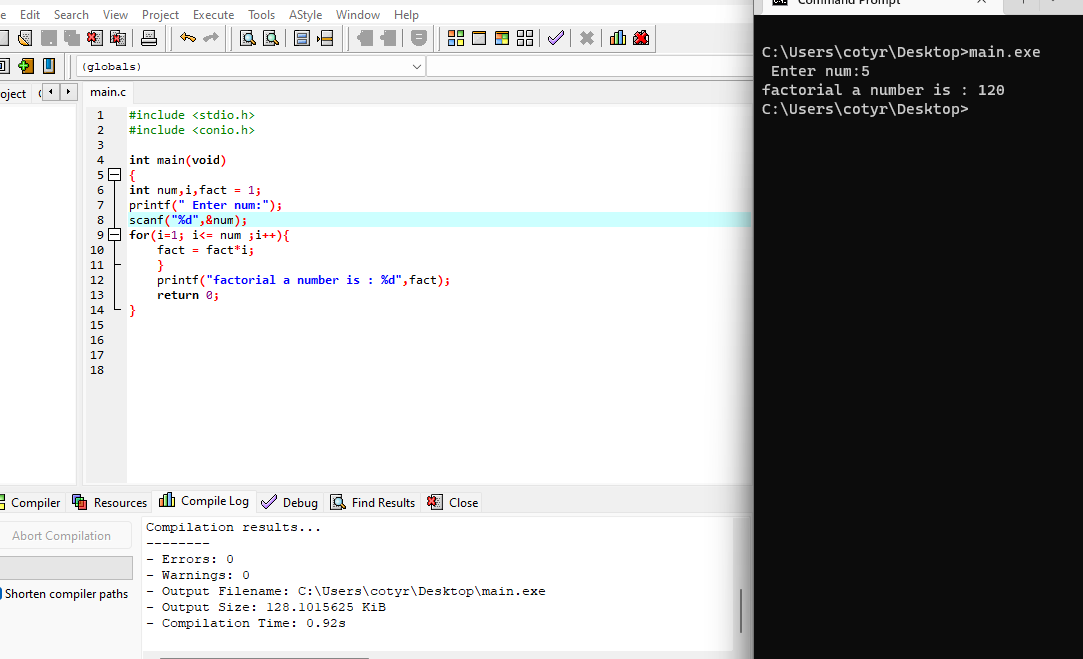 Edit Search View Project Execute Tools AStyle Window Help
(globals)
main.c
1 #include <stdio.h>
2 #include <conio.h>
3
4 int main(void)
5 {
6 int num,i,fact = 1;
7 printf(" Enter num:");
8 scanf("%d",&num);
9 for(i=1; i<= num ;i++){
10 fact = fact*i;
11 }
12 printf("factorial a number is : %d",fact);
13 return 0;
14 }
15
16
17
18
Compiler Resources Compile Log Debug Find Results Close
Abort Compilation
Shorten compiler paths
Compilation results...
--------
- Errors: 0
- Warnings: 0
- Output Filename: C:\Users\cotyr\Desktop\main.exe
- Output Size: 128.1015625 KiB
- Compilation Time: 0.92s
Command Prompt
C:\Users\cotyr\Desktop>main.exe
Enter num:5
factorial a number is : 120
C:\Users\cotyr\Desktop>